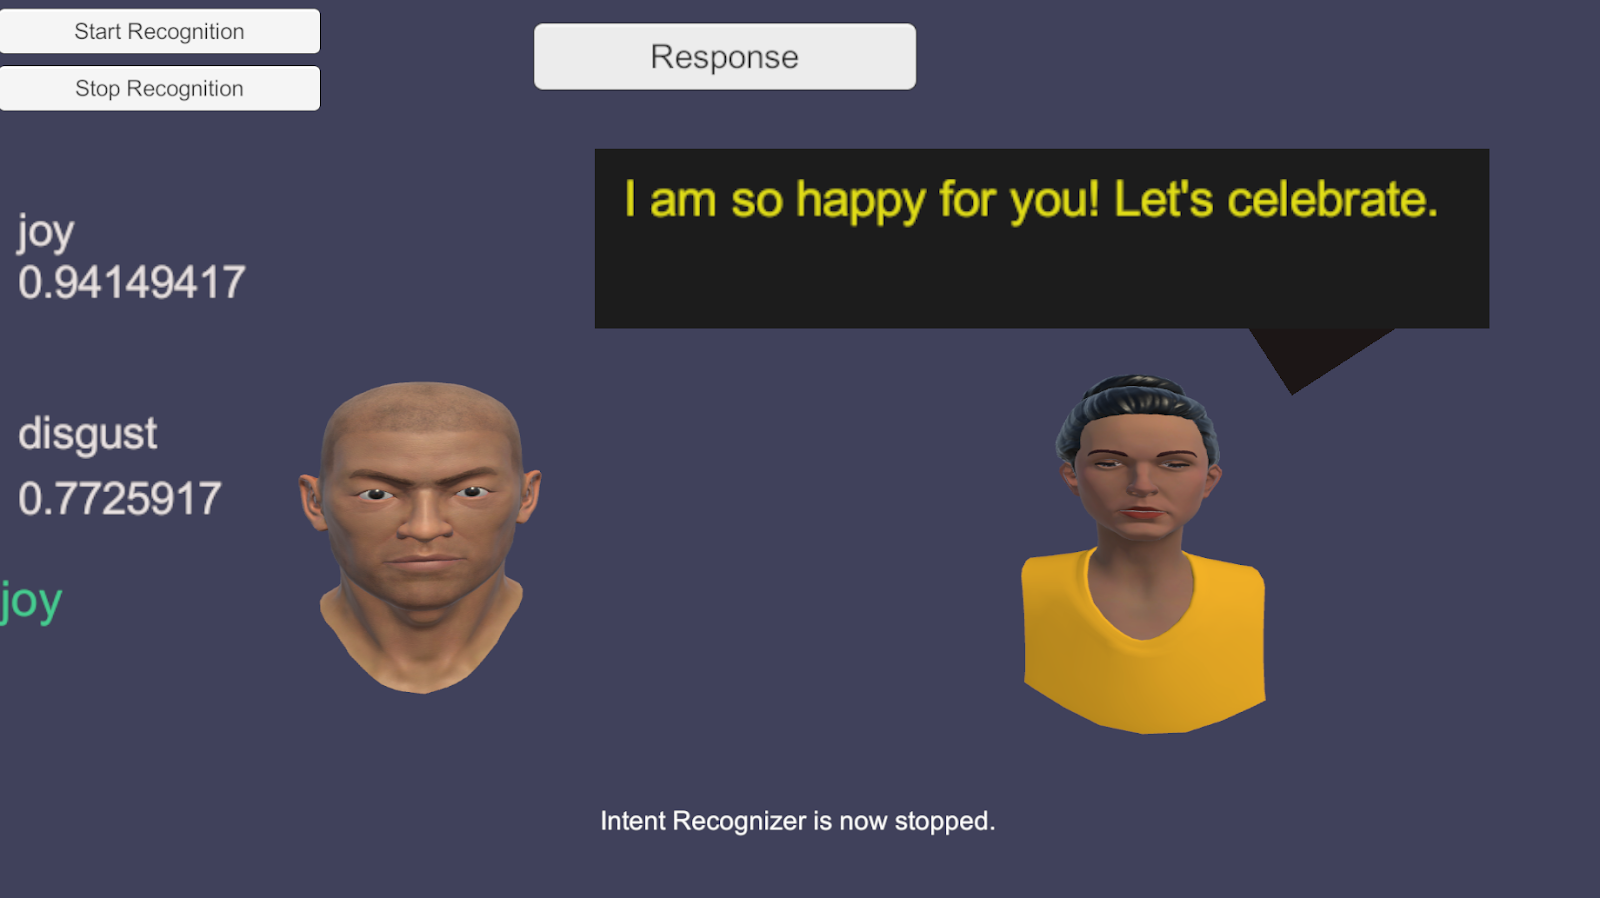 Start Recognition
Stop Recognition
Response
I am so happy for you! Let's celebrate.
joy
0.94149417
disgust
0.7725917
joy
Intent Recognizer is now stopped.